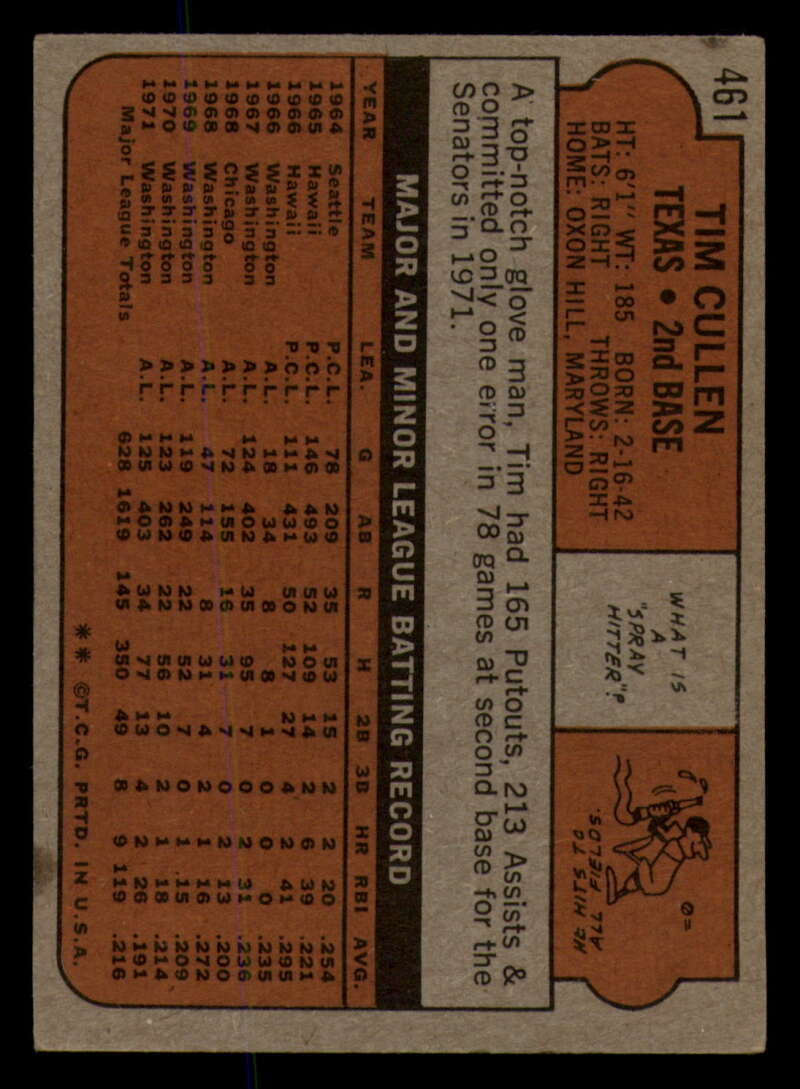 461
TIM CULLEN
TEXAS • 2nd BASE
HT: 6'1" WT: 185 BORN: 2-16-42
BATS: RIGHT THROWS: RIGHT
HOME: OXON HILL, MARYLAND
WHAT IS
A
"SPRAY
HITTER"?
HE HITS TO
ALL FIELDS.
A top-notch glove man, Tim had 165 Putouts, 213 Assists &
committed only one error in 78 games at second base for the
Senators in 1971.
MAJOR AND MINOR LEAGUE BATTING RECORD
YEAR TEAM LEA. G AB R H 2B 3B HR RBI AVG.
1964 Seattle P.C.L. 78 209 35 53 15 2 2 20 .254
1965 Hawaii P.C.L. 146 493 52 109 14 2 6 39 .221
1966 Hawaii P.C.L. 111 431 50 127 27 4 2 41 .295
1966 Washington A.L. 18 34 8 8 1 0 0 0 .235
1967 Washington A.L. 124 402 35 95 7 0 2 31 .236
1968 Chicago A.L. 72 155 16 31 7 0 2 13 .200
1968 Washington A.L. 47 114 8 31 4 2 1 16 .272
1969 Washington A.L. 119 249 22 52 7 0 1 15 .209
1970 Washington A.L. 123 262 22 56 10 2 1 18 .214
1971 Washington A.L. 125 403 34 77 13 4 2 26 .191
Major League Totals 628 1619 145 350 49 8 9 119 .216
** ©T.C.G. PRTD. IN U.S.A.